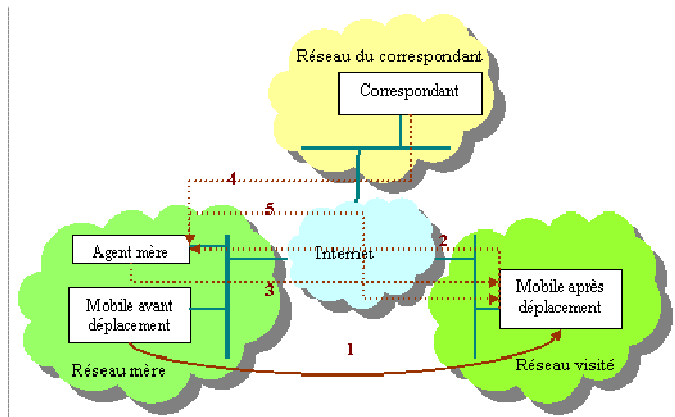 Réseau du correspondant
Correspondant
4
5
Agent mère
Internet
2
3
Mobile avant
déplacement
Mobile après
déplacement
1
Réseau mère
Réseau visité